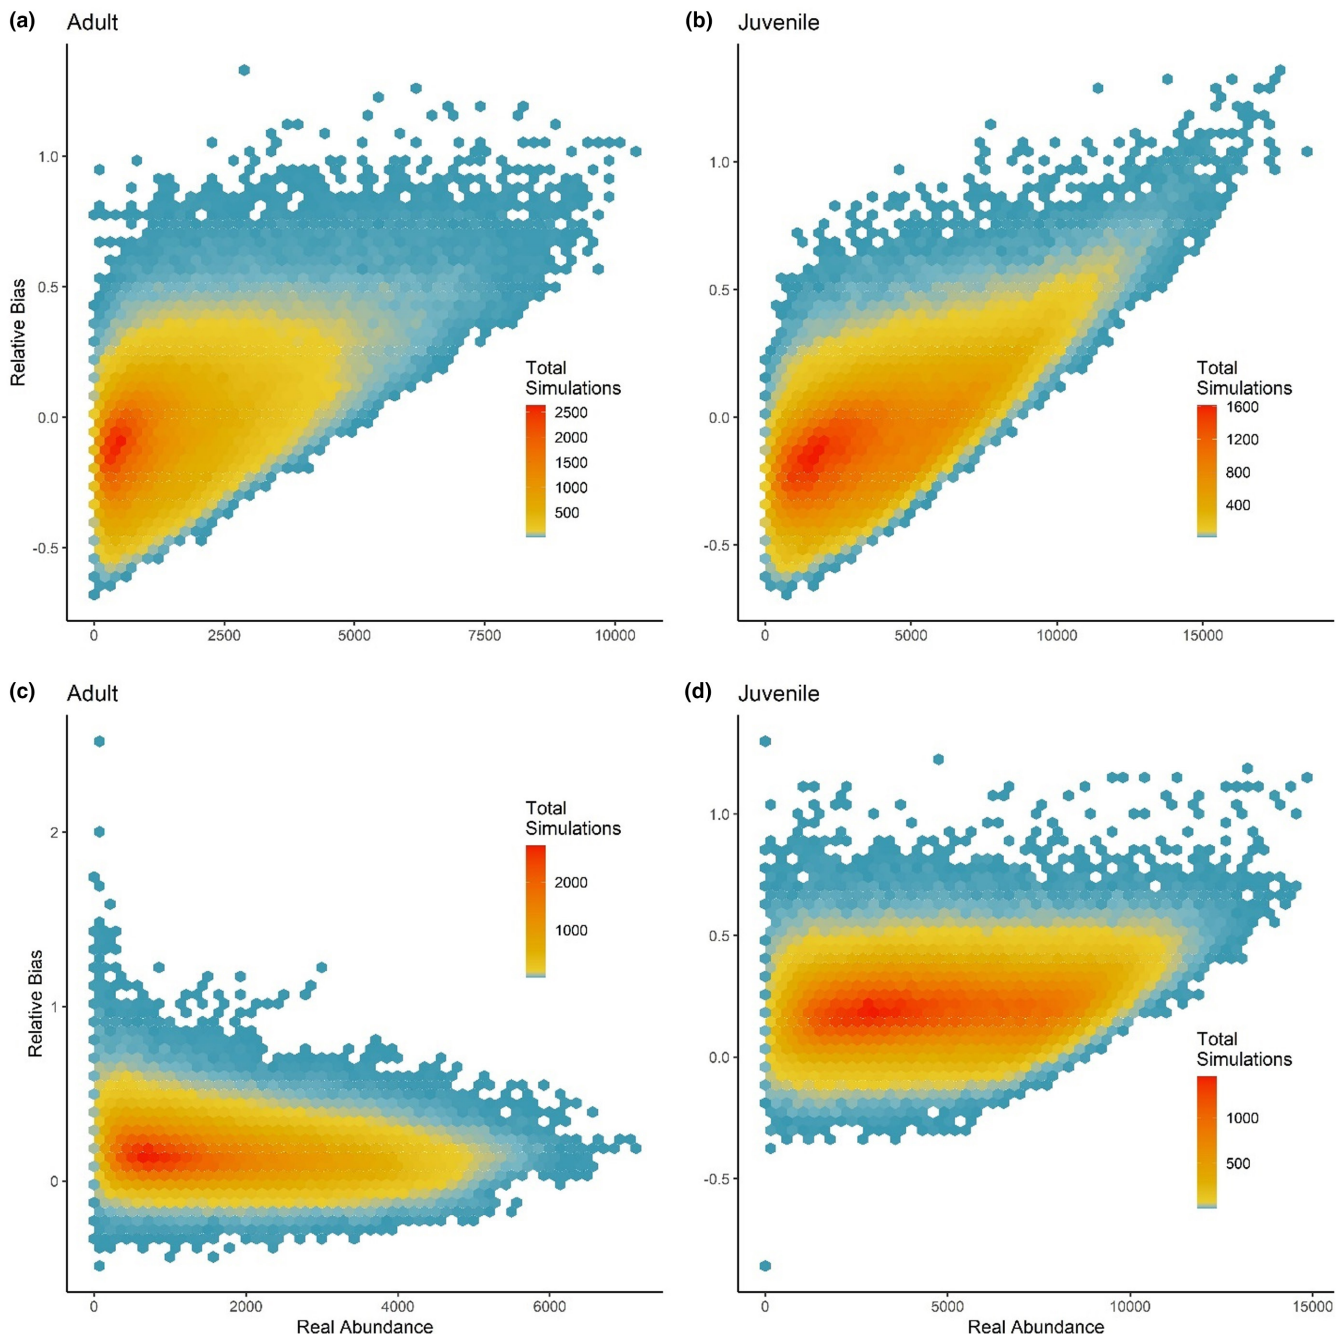 (a) Adult
Relative Bias
1.0
0.5
0.0
-0.5
0 2500 5000 7500 10000
Total
Simulations
2500
2000
1500
1000
500
(b) Juvenile
1.0
0.5
0.0
-0.5
0 5000 10000 15000
Total
Simulations
1600
1200
800
400
(c) Adult
Relative Bias
2
1
0
0 2000 4000 6000
Real Abundance
Total
Simulations
2000
1000
(d) Juvenile
1.0
0.5
0.0
-0.5
0 5000 10000 15000
Real Abundance
Total
Simulations
1000
500